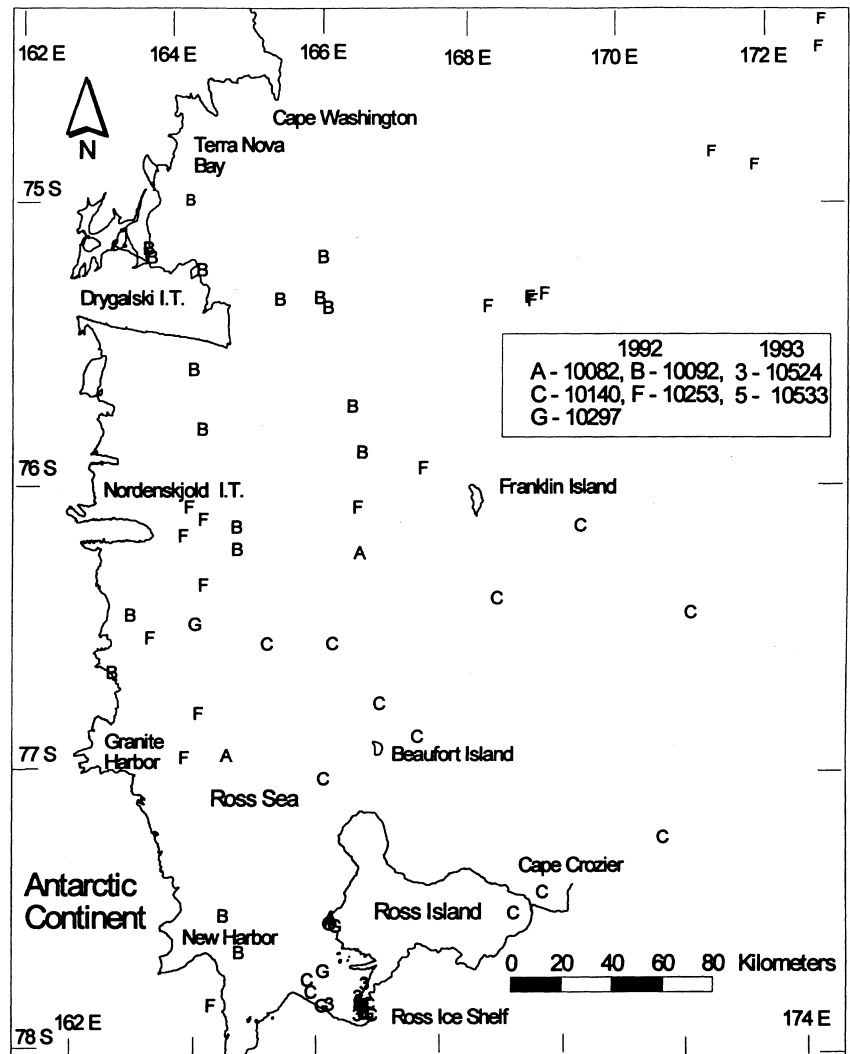 F
162 E 164 E 166 E 168 E 170 E 172 E F
N
Cape Washington
Terra Nova
Bay
F
F
75 S
B
B
B
B
B
Drygalski I.T.
B B
B
F F
F
B
1992 1993
A - 10082, B - 10092, 3 - 10524
C - 10140, F - 10253, 5 - 10533
G - 10297
B
B
B
76 S
F
Nordenskjold I.T.
Franklin Island
F F
F
F
B
C
B
A
F
C
C
B
G
F
C C
B
C
F
C
77 S
Granite
Harbor
F A
Beaufort Island
C
Ross Sea
C
Cape Crozier
C
Antarctic
Continent
B
Ross Island C
G
New Harbor
B
C G
C
C 3
3
F
0 20 40 60 80 Kilometers
Ross Ice Shelf
78 S 162 E 174 E